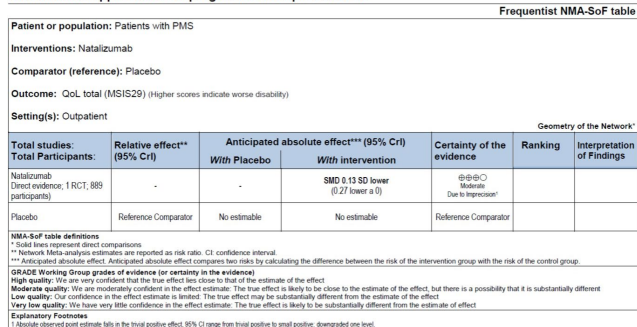 Frequentist NMA-SoF table
Patient or population: Patients with PMS
Interventions: Natalizumab
Comparator (reference): Placebo
Outcome: QoL total (MSIS29) (Higher scores indicate worse disability)
Setting(s): Outpatient
Geometry of the Network*
Total studies: Total Participants:
Relative effect** (95% CrI)
Anticipated absolute effect*** (95% CrI)
With Placebo
With intervention
Certainty of the evidence
Ranking
Interpretation of Findings
Natalizumab
Direct evidence; 1 RCT; 889 participants)
-
-
SMD 0.13 SD lower
(0.27 lower a 0)
⊕⊕⊕◯
Moderate
Due to Imprecision¹
Placebo
Reference Comparator
No estimable
No estimable
Reference Comparator
NMA-SoF table definitions
* Solid lines represent direct comparisons
** Network Meta-analysis estimates are reported as risk ratio. CI: confidence interval.
*** Anticipated absolute effect. Anticipated absolute effect compares two risks by calculating the difference between the risk of the intervention group with the risk of the control group.
GRADE Working Group grades of evidence (or certainty in the evidence)
High quality: We are very confident that the true effect lies close to that of the estimate of the effect
Moderate quality: We are moderately confident in the effect estimate: The true effect is likely to be close to the estimate of the effect, but there is a possibility that it is substantially different
Low quality: Our confidence in the effect estimate is limited: The true effect may be substantially different from the estimate of the effect
Very low quality: We have very little confidence in the effect estimate: The true effect is likely to be substantially different from the estimate of effect
Explanatory Footnotes
1 Absolute observed point estimate falls in the trivial positive effect, 95% CI range from trivial positive to small positive; downgraded one level.